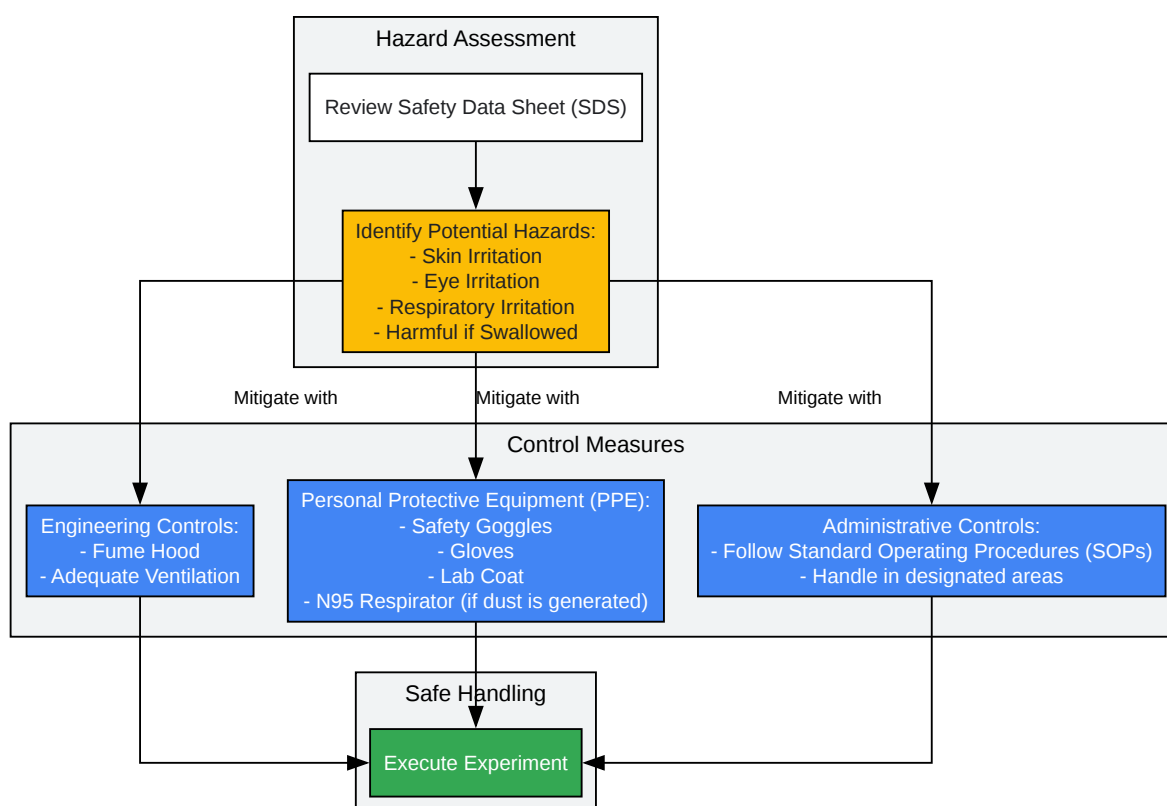 Hazard Assessment
Review Safety Data Sheet (SDS)
Identify Potential Hazards:
- Skin Irritation
- Eye Irritation
- Respiratory Irritation
- Harmful if Swallowed
Mitigate with
Mitigate with
Mitigate with
Control Measures
Engineering Controls:
- Fume Hood
- Adequate Ventilation
Personal Protective Equipment (PPE):
- Safety Goggles
- Gloves
- Lab Coat
- N95 Respirator (if dust is generated)
Administrative Controls:
- Follow Standard Operating Procedures (SOPs)
- Handle in designated areas
Safe Handling
Execute Experiment